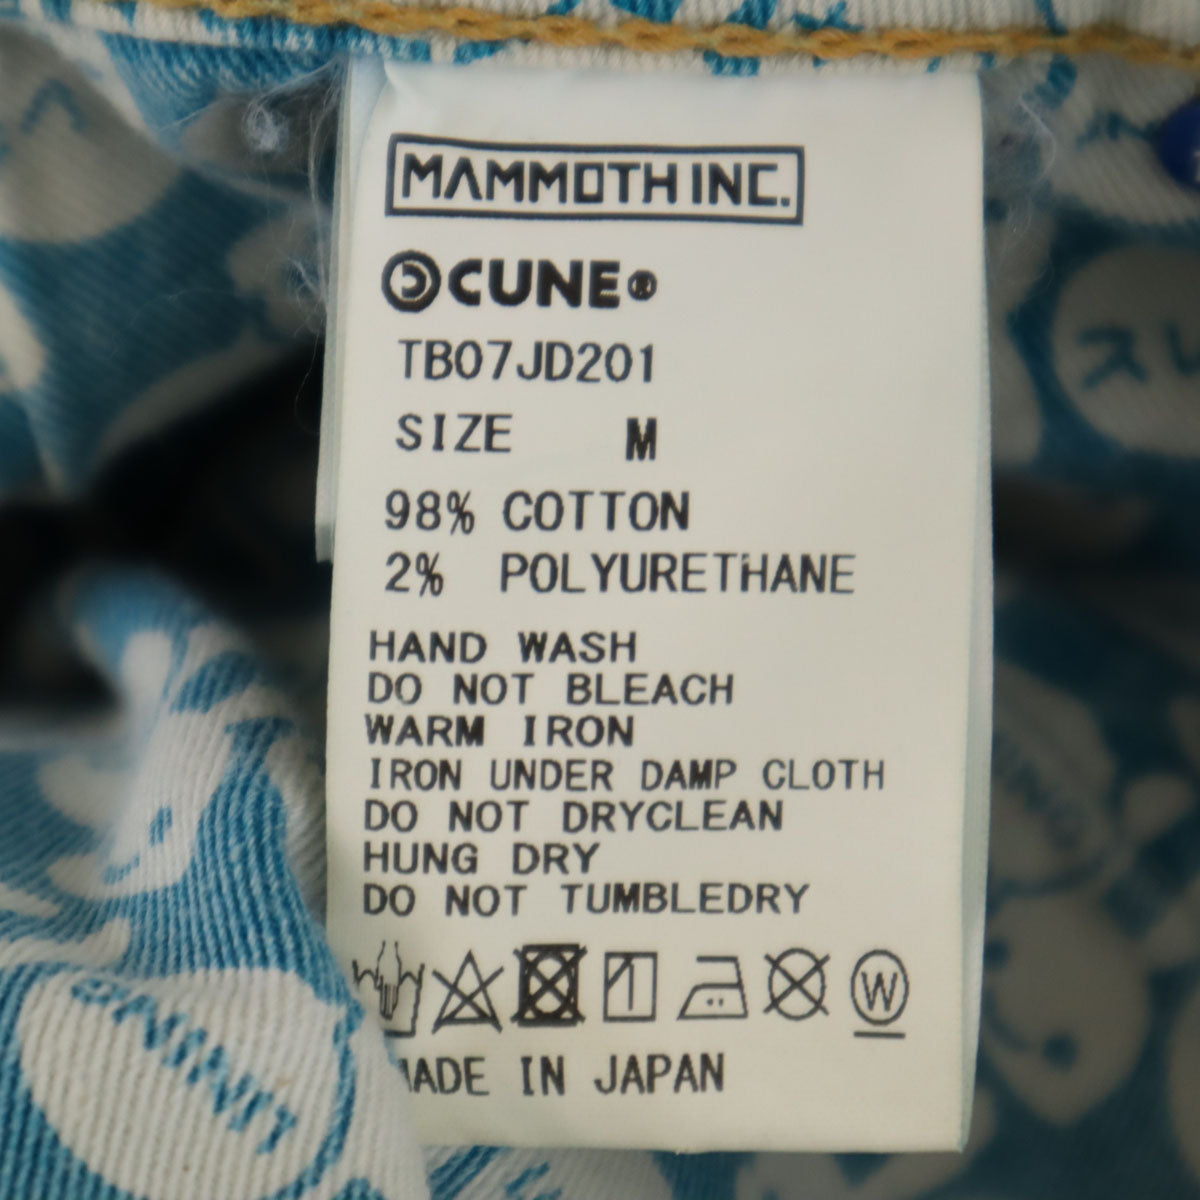 MAMMOTH INC.
CUNE®
TB07JD201
SIZE M
98% COTTON
2% POLYURETHANE
HAND WASH
DO NOT BLEACH
WARM IRON
IRON UNDER DAMP CLOTH
DO NOT DRYCLEAN
HUNG DRY
DO NOT TUMBLEDRY
W
MADE IN JAPAN
LINING